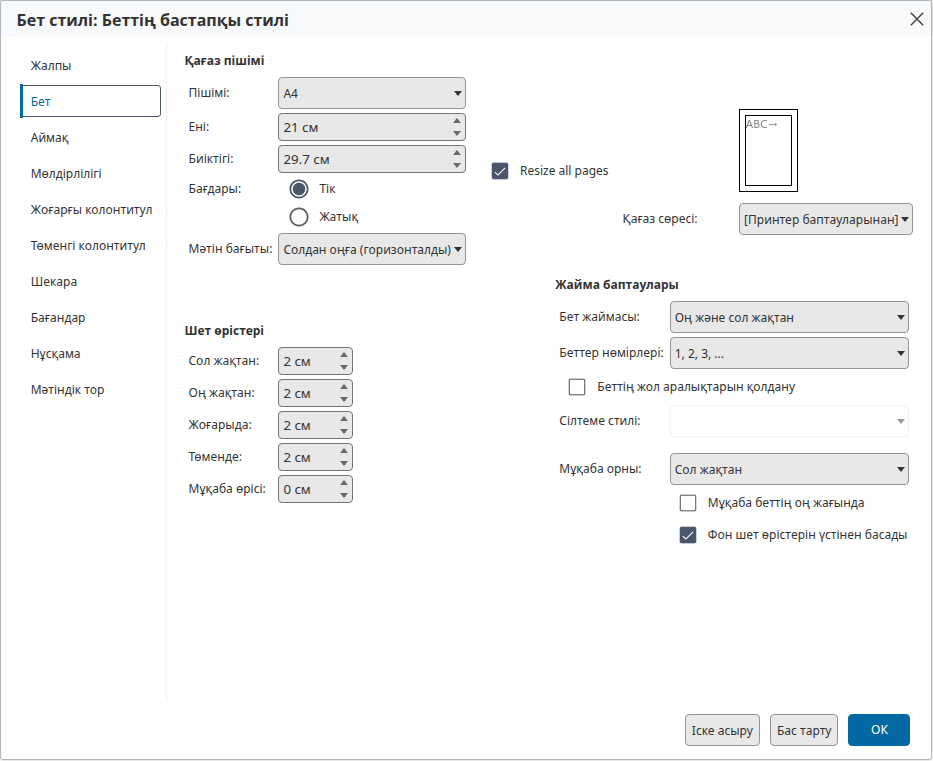 Бет стилі: Беттің бастапқы стилі
Жалпы
Бет
Аймақ
Мөлдірлілігі
Жоғарғы колонтитул
Төменгі колонтитул
Шекара
Бағандар
Нұсқама
Мәтіндік тор
Қағаз пішімі
Пішімі: A4
Ені: 21 см
Биіктігі: 29.7 см
Бағдары: Тік
Жатық
Мәтін бағыты: Солдан оңға (горизонталды)
Resize all pages
ABC→
Қағаз сөресі: [Принтер баптауларынан]
Шет өрістері
Сол жақтан: 2 см
Оң жақтан: 2 см
Жоғарыда: 2 см
Төменде: 2 см
Мұқаба өрісі: 0 см
Жайма баптаулары
Бет жаймасы: Оң және сол жақтан
Беттер нөмірлері: 1, 2, 3, ...
Беттің жол аралықтарын қолдану
Сілтеме стилі:
Мұқаба орны: Сол жақтан
Мұқаба беттің оң жағында
Фон шет өрістерін үстінен басады
Іске асыру
Бас тарту
OK